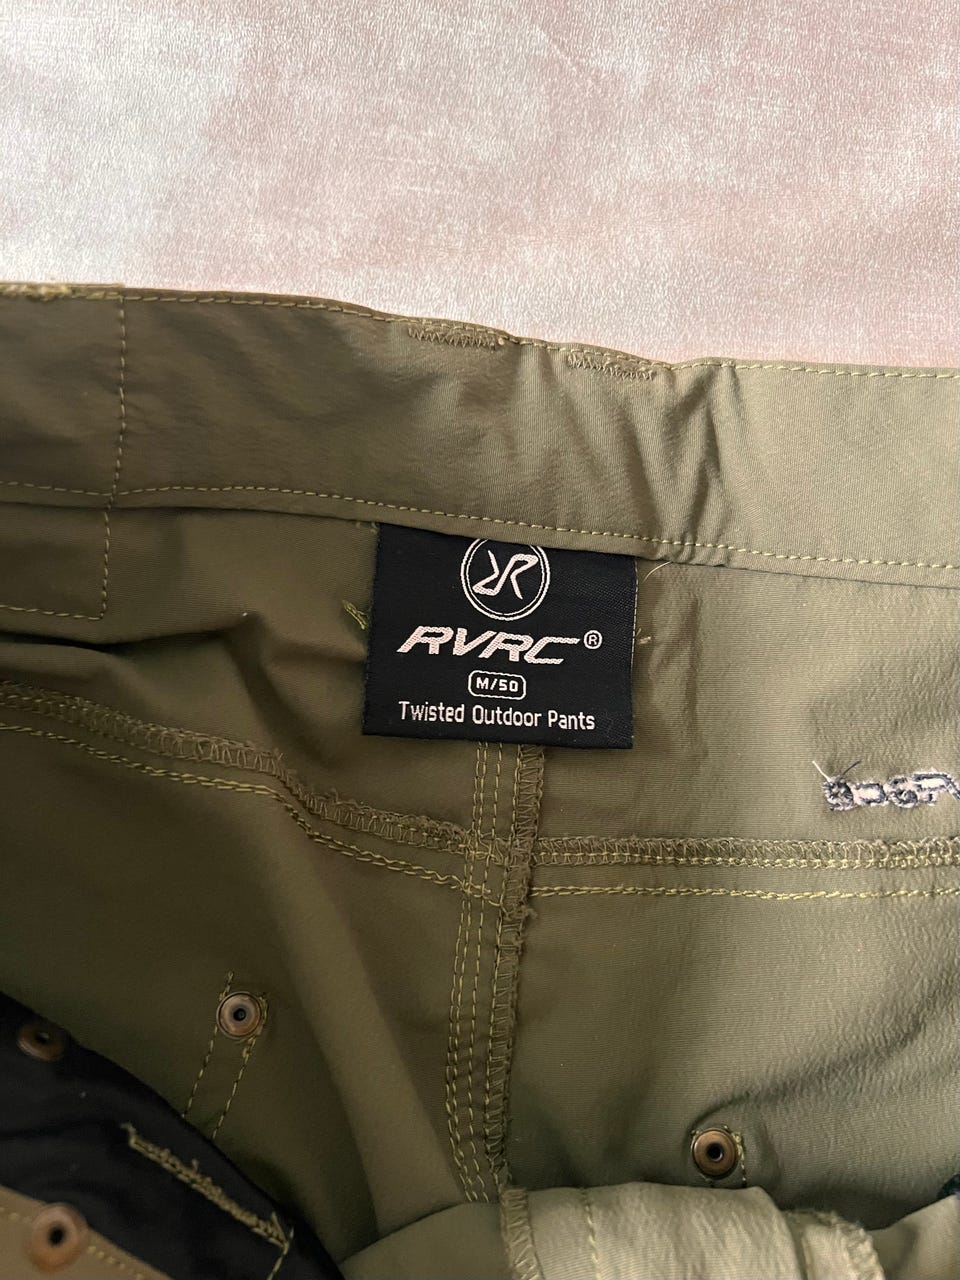 RVRC®
M/50
Twisted Outdoor Pants